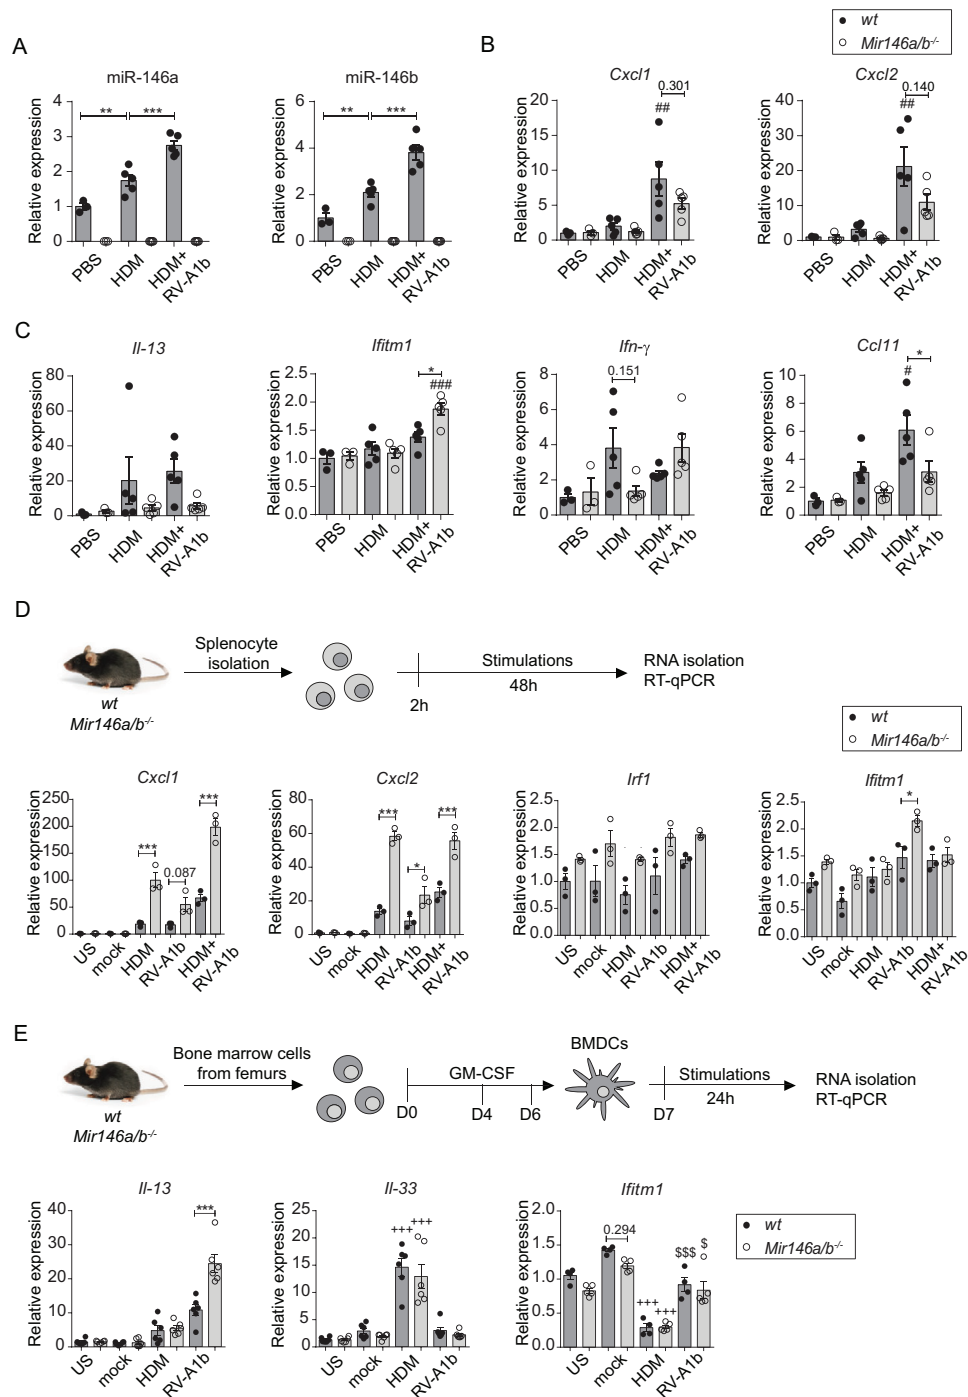 wt
Mir146a/b-/-
A
B
miR-146a
miR-146b
Cxcl1
Cxcl2
Relative expression
4
3
2
1
0
**
***
PBS
HDM
HDM+
RV-A1b
Relative expression
6
4
2
0
**
***
PBS
HDM
HDM+
RV-A1b
Relative expression
20
15
10
5
0
0.301
##
PBS
HDM
HDM+
RV-A1b
Relative expression
40
30
20
10
0
0.140
##
PBS
HDM
HDM+
RV-A1b
C
Il-13
Relative expression
80
60
40
20
0
PBS
HDM
HDM+
RV-A1b
Ifitm1
Relative expression
2.5
2.0
1.5
1.0
0.5
0.0
*
###
PBS
HDM
HDM+
RV-A1b
Ifn-γ
Relative expression
8
6
4
2
0
0.151
PBS
HDM
HDM+
RV-A1b
Ccl11
Relative expression
10
8
6
4
2
0
*
#
PBS
HDM
HDM+
RV-A1b
D
wt
Mir146a/b-/-
Splenocyte
isolation
2h
Stimulations
48h
RNA isolation
RT-qPCR
wt
Mir146a/b-/-
Cxcl1
Relative expression
250
200
150
100
50
0
***
0.087
***
US
mock
HDM
RV-A1b
HDM+
RV-A1b
Cxcl2
Relative expression
80
60
40
20
0
***
*
***
US
mock
HDM
RV-A1b
HDM+
RV-A1b
Irf1
Relative expression
2.5
2.0
1.5
1.0
0.5
0.0
US
mock
HDM
RV-A1b
HDM+
RV-A1b
Ifitm1
Relative expression
2.5
2.0
1.5
1.0
0.5
0.0
*
US
mock
HDM
RV-A1b
HDM+
RV-A1b
E
wt
Mir146a/b-/-
Bone marrow cells
from femurs
D0
GM-CSF
D4
D6
BMDCs
D7
Stimulations
24h
RNA isolation
RT-qPCR
Il-13
Relative expression
40
30
20
10
0
***
US
mock
HDM
RV-A1b
Il-33
Relative expression
25
20
15
10
5
0
+++
+++
US
mock
HDM
RV-A1b
Ifitm1
Relative expression
2.0
1.5
1.0
0.5
0.0
0.294
+++
+++
$$$
$
US
mock
HDM
RV-A1b
wt
Mir146a/b-/-